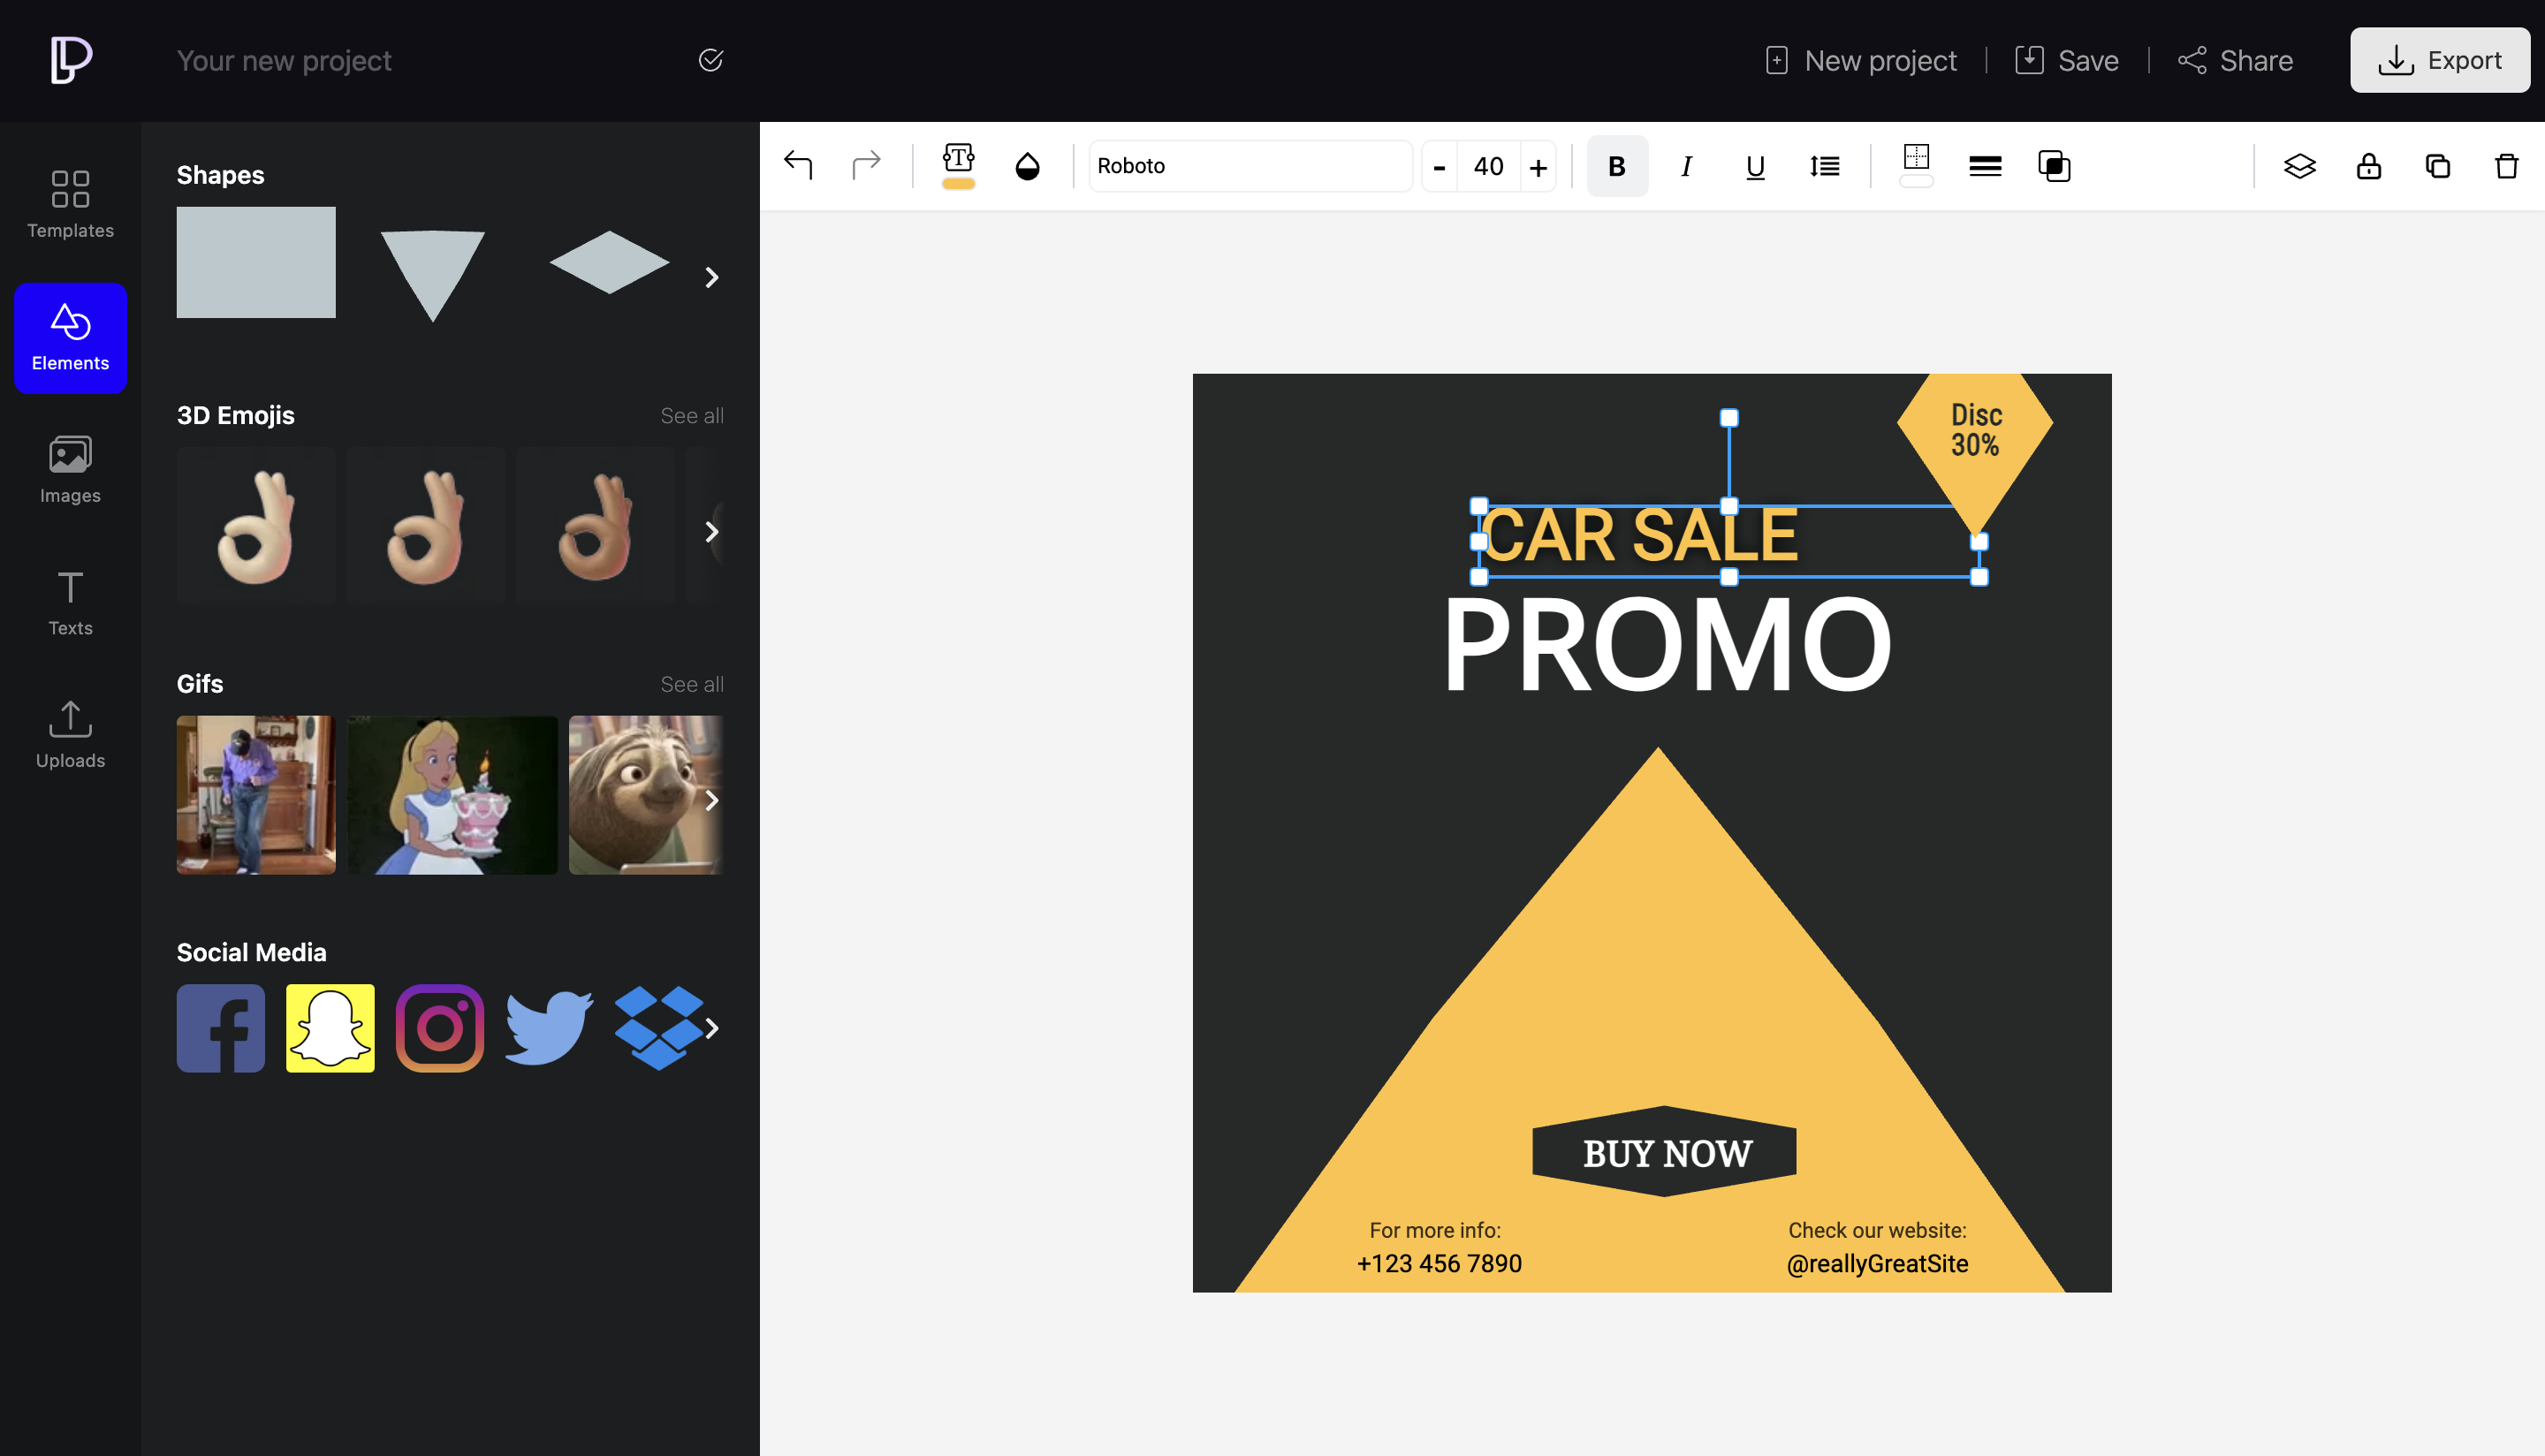 Your new project
New project
Save
Share
Export
Templates
Elements
Images
Texts
Uploads
Shapes
3D Emojis
See all
Gifs
See all
Social Media
Roboto
- 40 +
B I U
Disc
30%
CAR SALE
PROMO
BUY NOW
For more info:
+123 456 7890
Check our website:
@reallyGreatSite